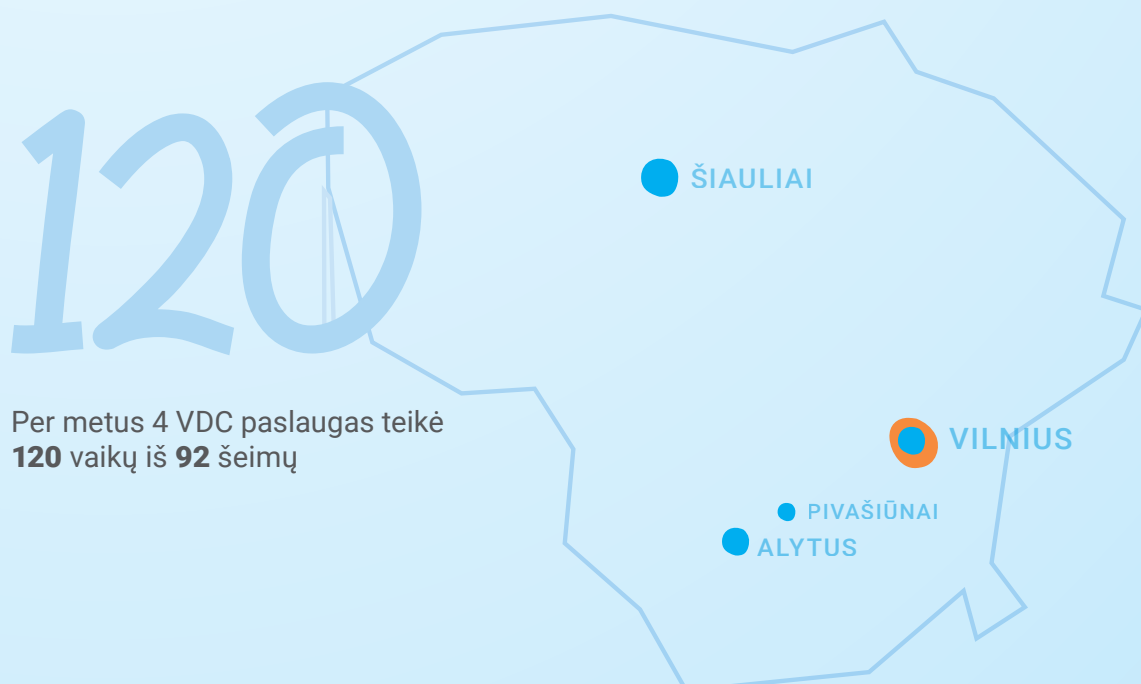 120
Per metus 4 VDC paslaugas teikė
120 vaikų iš 92 šeimų
ŠIAULIAI
VILNIUS
PIVAŠIŪNAI
ALYTUS